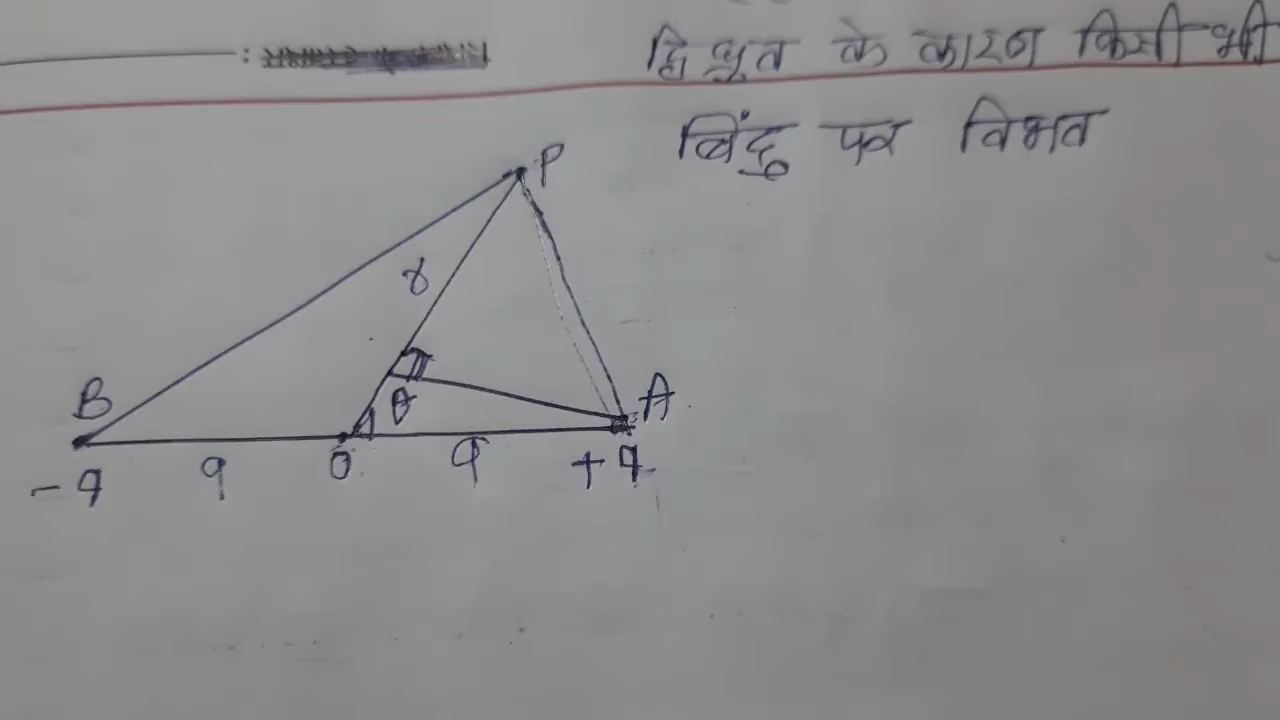 द्विध्रुव के कारण किसी भी
बिंदु पर विभव
P
r
B
θ
A
-q
a
O
a
+q